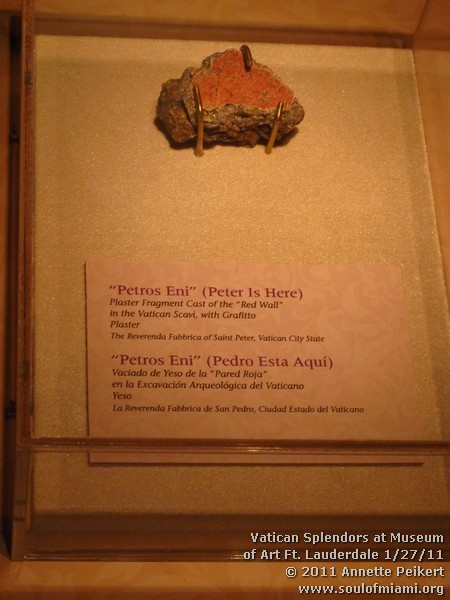 "Petros Eni" (Peter Is Here)
Plaster Fragment Cast of the "Red Wall"
in the Vatican Scavi, with Grafitto
Plaster
The Reverenda Fabbrica of Saint Peter, Vatican City State
"Petros Eni" (Pedro Esta Aquí)
Vaciado de Yeso de la "Pared Roja"
en la Excavación Arqueológica del Vaticano
Yeso
La Reverenda Fabbrica de San Pedro, Ciudad Estado del Vaticano
Vatican Splendors at Museum
of Art Ft. Lauderdale 1/27/11
© 2011 Annette Peikert
www.soulofmiami.org